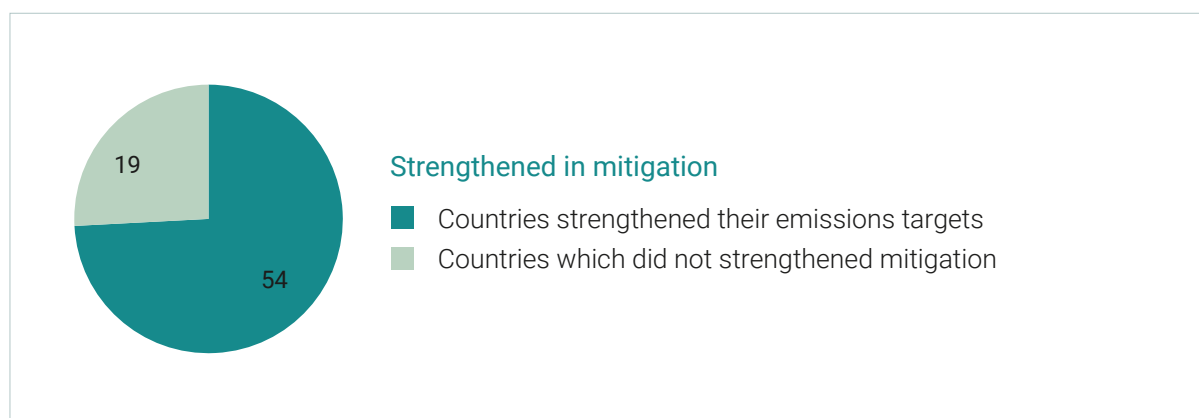 19
54
Strengthened in mitigation
Countries strengthened their emissions targets
Countries which did not strengthened mitigation